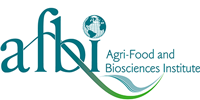 afbi
Agri-Food and
Biosciences Institute